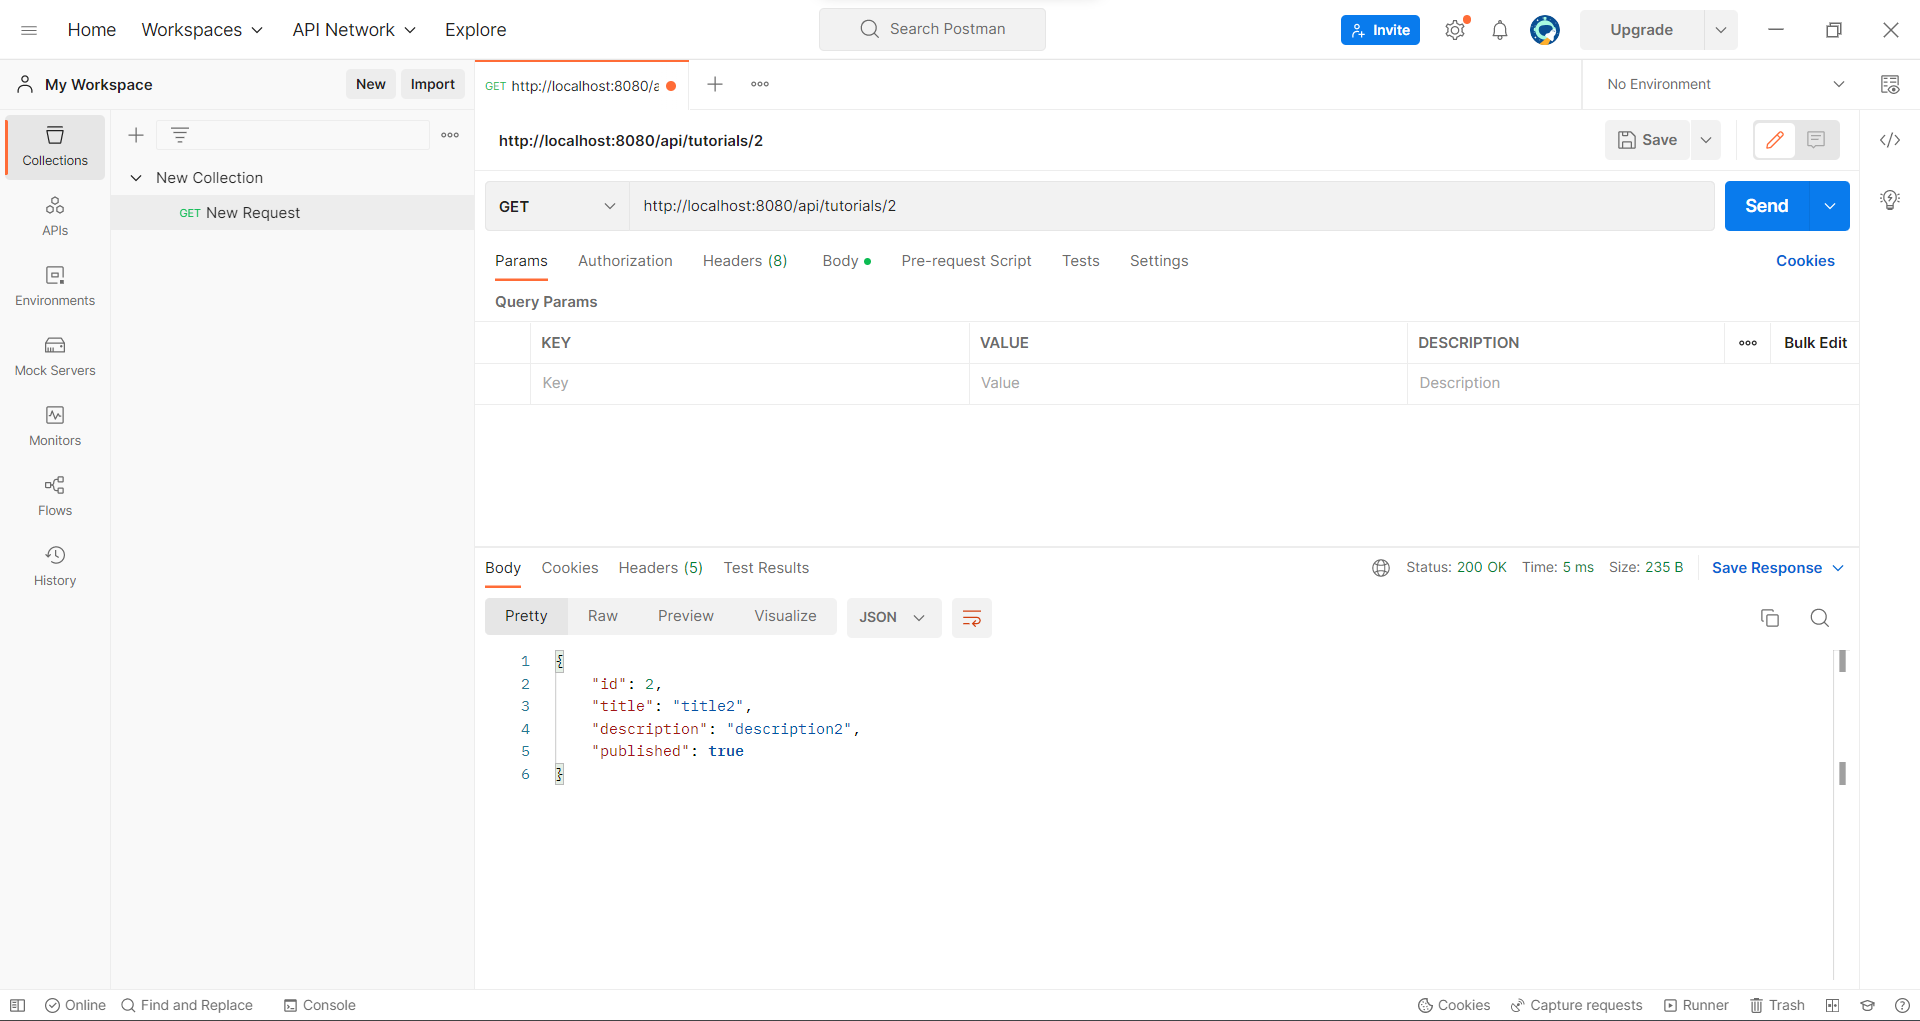 Home Workspaces API Network Explore Search Postman Invite Upgrade
My Workspace New Import GET http://localhost:8080/a No Environment
Collections
APIs
Environments
Mock Servers
Monitors
Flows
History
New Collection
GET New Request
http://localhost:8080/api/tutorials/2 Save
GET http://localhost:8080/api/tutorials/2 Send
Params Authorization Headers (8) Body Pre-request Script Tests Settings Cookies
Query Params
KEY VALUE DESCRIPTION Bulk Edit
Key Value Description
Body Cookies Headers (5) Test Results Status: 200 OK Time: 5 ms Size: 235 B Save Response
Pretty Raw Preview Visualize JSON
1 {
2 "id": 2,
3 "title": "title2",
4 "description": "description2",
5 "published": true
6 }
Online Find and Replace Console Cookies Capture requests Runner Trash